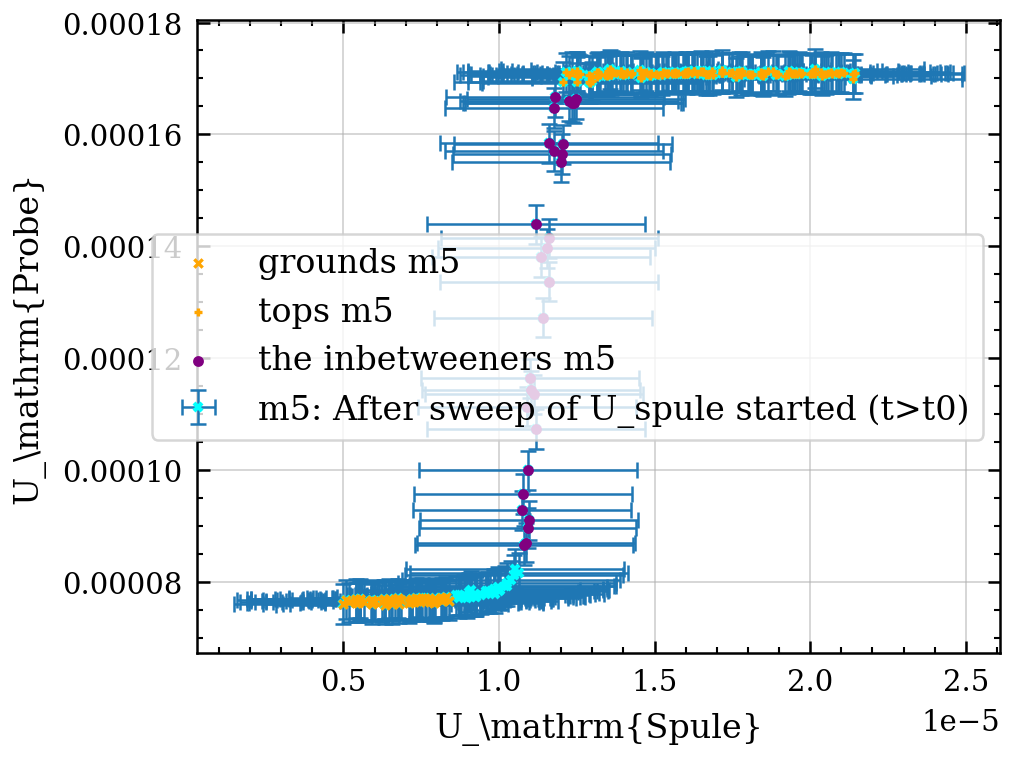 0.00018
0.00016
0.00014
0.00012
0.00010
0.00008
U_\mathrm{Probe}
grounds m5
tops m5
the inbetweeners m5
m5: After sweep of U_spule started (t>t0)
0.5 1.0 1.5 2.0 2.5
1e−5
U_\mathrm{Spule}